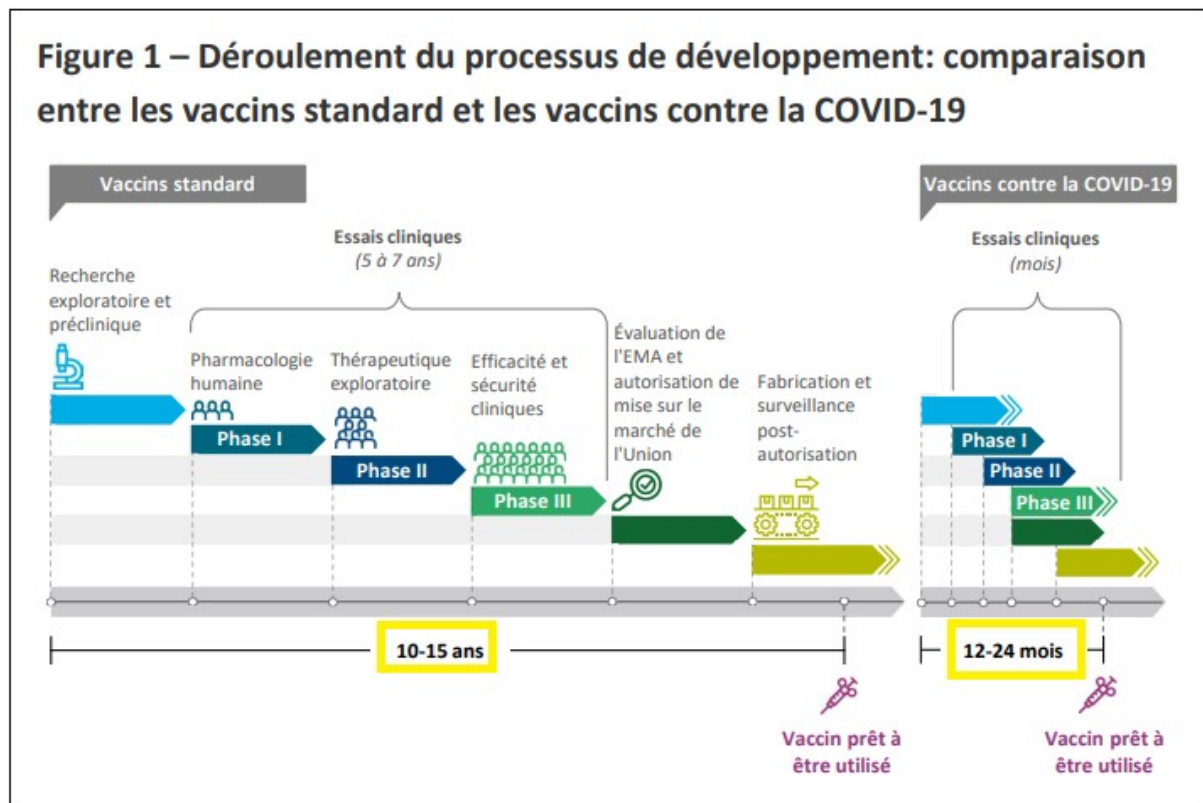 Figure 1 – Déroulement du processus de développement: comparaison
entre les vaccins standard et les vaccins contre la COVID-19
Vaccins standard
Essais cliniques
(5 à 7 ans)
Recherche
exploratoire et
préclinique
Pharmacologie
humaine
Thérapeutique
exploratoire
Efficacité et
sécurité
cliniques
Évaluation de
l'EMA et
autorisation de
mise sur le
marché de
l'Union
Fabrication et
surveillance
post-
autorisation
Phase I
Phase II
Phase III
10-15 ans
Vaccin prêt à
être utilisé
Vaccins contre la COVID-19
Essais cliniques
(mois)
Phase I
Phase II
Phase III
12-24 mois
Vaccin prêt à
être utilisé